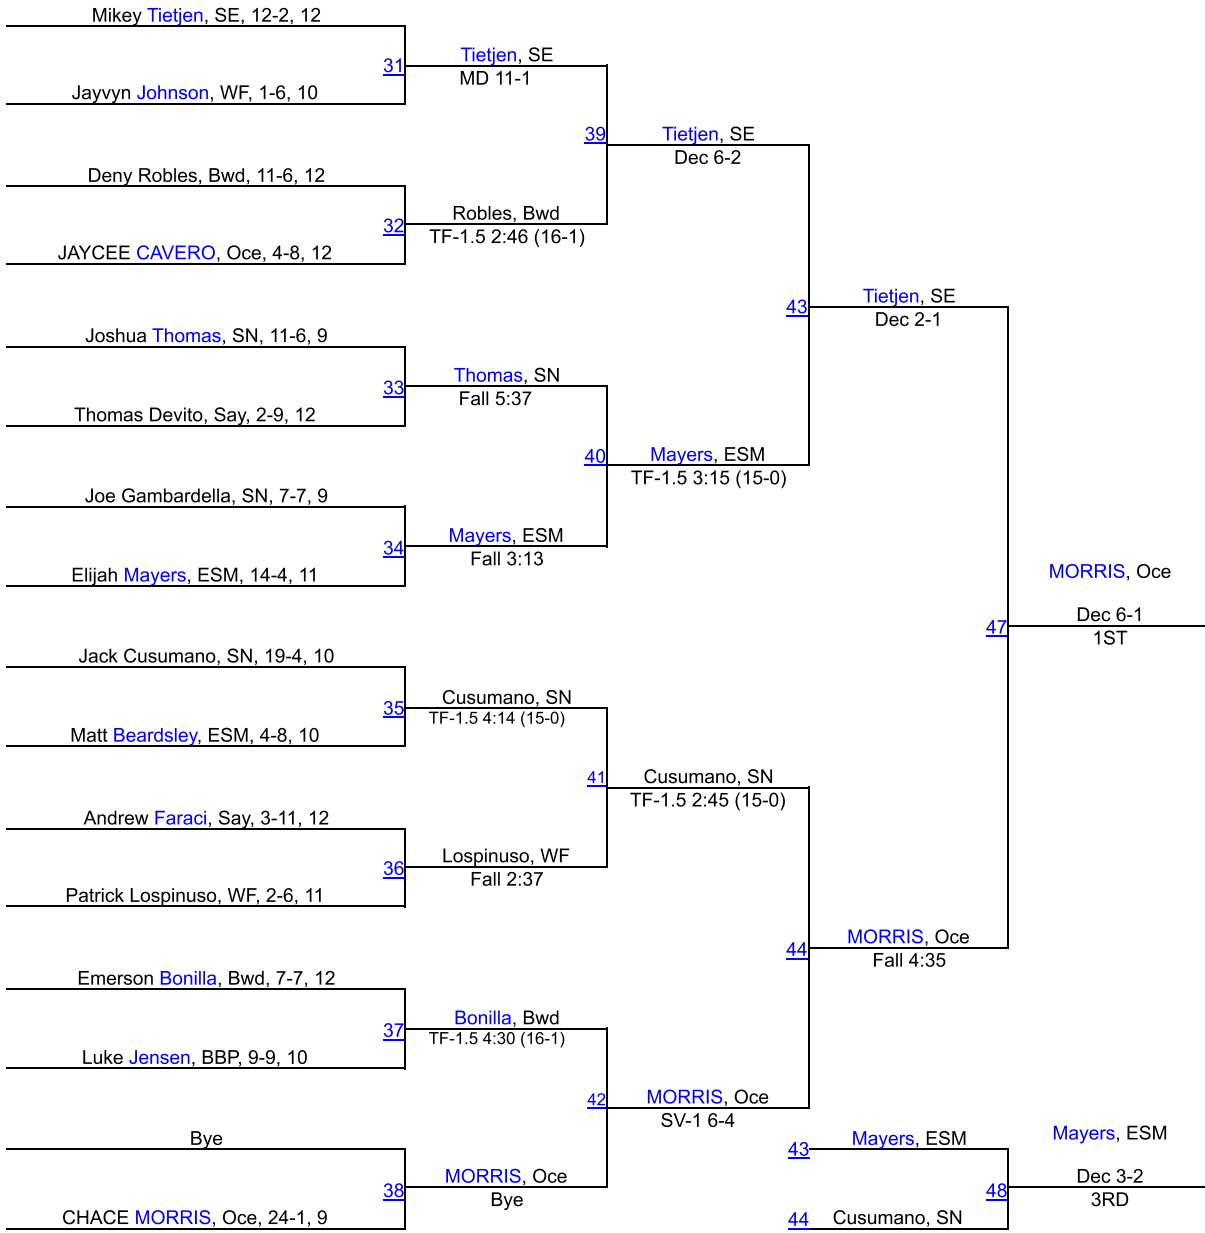 Mikey Tietjen, SE, 12-2, 12
31
Tietjen, SE
MD 11-1
Jayvyn Johnson, WF, 1-6, 10
39
Tietjen, SE
Dec 6-2
Deny Robles, Bwd, 11-6, 12
32
Robles, Bwd
TF-1.5 2:46 (16-1)
JAYCEE CAVERO, Oce, 4-8, 12
43
Tietjen, SE
Dec 2-1
Joshua Thomas, SN, 11-6, 9
33
Thomas, SN
Fall 5:37
Thomas Devito, Say, 2-9, 12
40
Mayers, ESM
TF-1.5 3:15 (15-0)
Joe Gambardella, SN, 7-7, 9
34
Mayers, ESM
Fall 3:13
Elijah Mayers, ESM, 14-4, 11
47
MORRIS, Oce
Dec 6-1
1ST
Jack Cusumano, SN, 19-4, 10
35
Cusumano, SN
TF-1.5 4:14 (15-0)
Matt Beardsley, ESM, 4-8, 10
41
Cusumano, SN
TF-1.5 2:45 (15-0)
Andrew Faraci, Say, 3-11, 12
36
Lospinuso, WF
Fall 2:37
Patrick Lospinuso, WF, 2-6, 11
44
MORRIS, Oce
Fall 4:35
Emerson Bonilla, Bwd, 7-7, 12
37
Bonilla, Bwd
TF-1.5 4:30 (16-1)
Luke Jensen, BBP, 9-9, 10
42
MORRIS, Oce
SV-1 6-4
Bye
38
MORRIS, Oce
Bye
CHACE MORRIS, Oce, 24-1, 9
43
Mayers, ESM
48
Mayers, ESM
Dec 3-2
3RD
44
Cusumano, SN